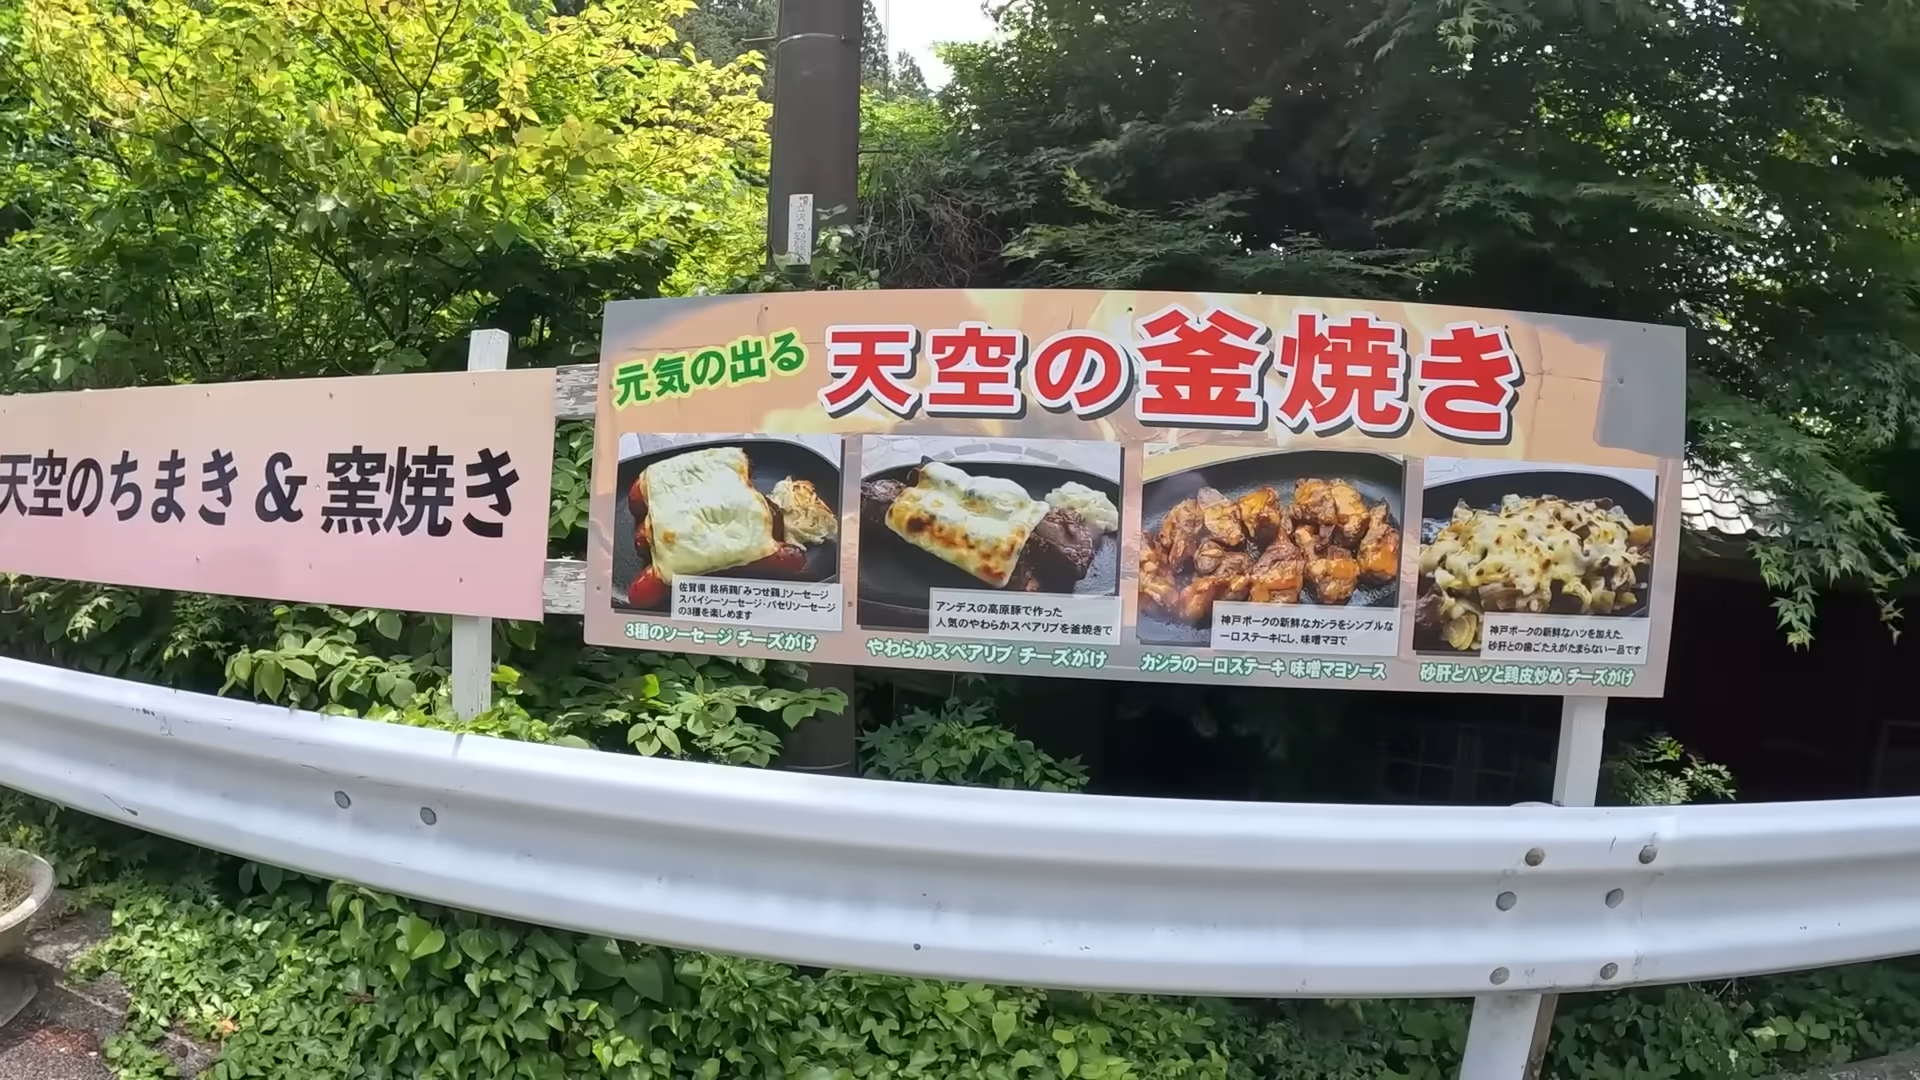 天空のちまき & 窯焼き
元気の出る 天空の釜焼き
佐賀県 銘柄鶏「みつせ鶏」ソーセージ
スパイシーソーセージ・パセリソーセージ
の3種を楽しめます
3種のソーセージ チーズがけ
アンデスの高原豚で作った
人気のやわらかスペアリブを釜焼きで
やわらかスペアリブ チーズがけ
神戸ポークの新鮮なカシラをシンプルな
一口ステーキにし、味噌マヨで
カシラの一口ステーキ 味噌マヨソース
神戸ポークの新鮮なハツを加えた、
砂肝との歯ごたえがたまらない一品です
砂肝とハツと鶏皮炒め チーズがけ